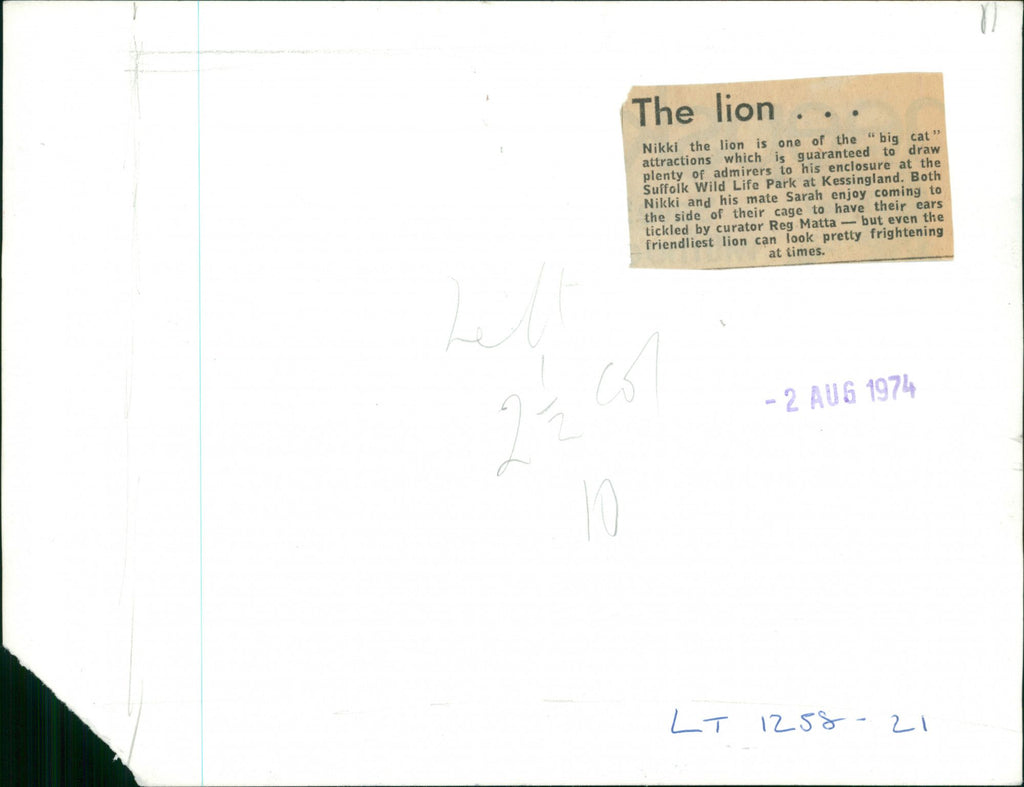 The lion . . .
Nikki the lion is one of the "big cat"
attractions which is guaranteed to draw
plenty of admirers to his enclosure at the
Suffolk Wild Life Park at Kessingland. Both
Nikki and his mate Sarah enjoy coming to
the side of their cage to have their ears
tickled by curator Reg Matta — but even the
friendliest lion can look pretty frightening
at times.
Left
2 1/2 col
10
- 2 AUG 1974
LT 1258 - 21